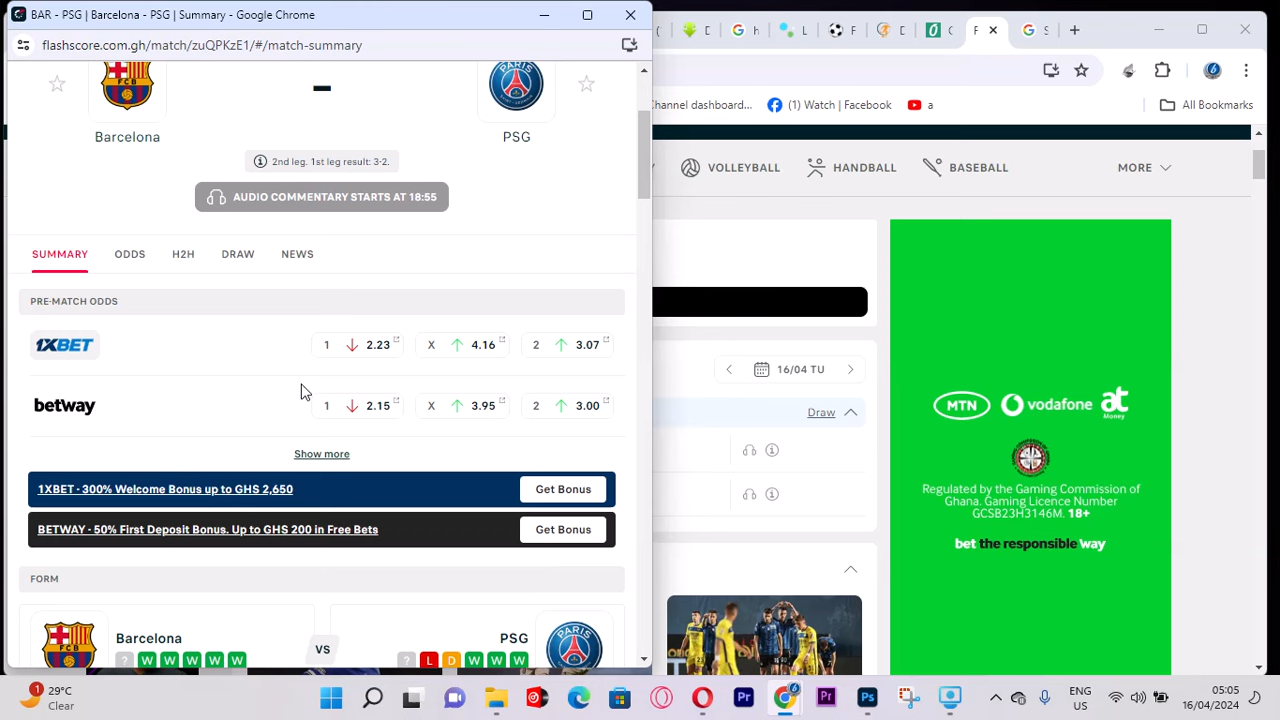 BAR - PSG | Barcelona - PSG | Summary - Google Chrome
flashscore.com.gh/match/zuQPKtE1/#/match-summary
Barcelona
PSG
2nd leg. 1st leg result: 3-2.
AUDIO COMMENTARY STARTS AT 18:55
SUMMARY ODDS H2H DRAW NEWS
PRE-MATCH ODDS
1XBET 1 2.23 X 4.16 2 3.07
betway 1 2.15 X 3.95 2 3.00
Show more
1XBET - 300% Welcome Bonus up to GHS 2,650 Get Bonus
BETWAY - 50% First Deposit Bonus. Up to GHS 200 in Free Bets Get Bonus
FORM
Barcelona VS PSG
? W W W W W ? L D W W W
Channel dashboard... (1) Watch | Facebook a All Bookmarks
VOLLEYBALL HANDBALL BASEBALL MORE
16/04 TU
Draw
MTN vodafone at Money
Regulated by the Gaming Commission of
Ghana. Gaming Licence Number
GCSB23H3146M. 18+
bet the responsible way
1 29°C
Clear
ENG
US
05:05
16/04/2024